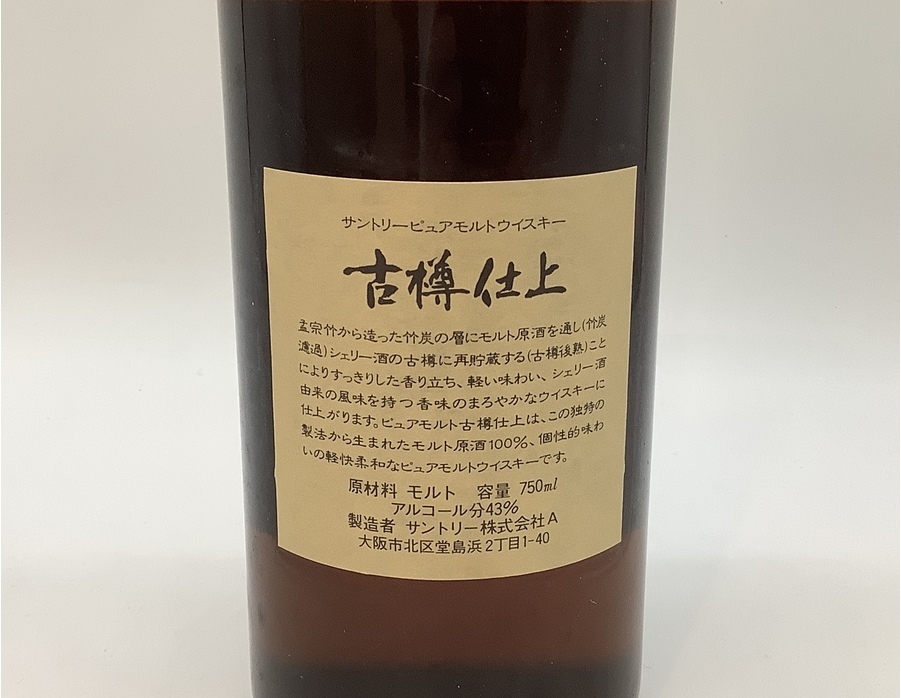 サントリーピュアモルトウイスキー
古樽仕上
孟宗竹から造った竹炭の層にモルト原酒を通し(竹炭
濾過)シェリー酒の古樽に再貯蔵する(古樽後熟)こと
によりすっきりした香り立ち、軽い味わい、シェリー酒
由来の風味を持つ香味のまろやかなウイスキーに
仕上がります。ピュアモルト古樽仕上は、この独特の
製法から生まれたモルト原酒100%、個性的味わ
いの軽快柔和なピュアモルトウイスキーです。
原材料 モルト 容量 750ml
アルコール分43%
製造者 サントリー株式会社A
大阪市北区堂島浜2丁目1-40